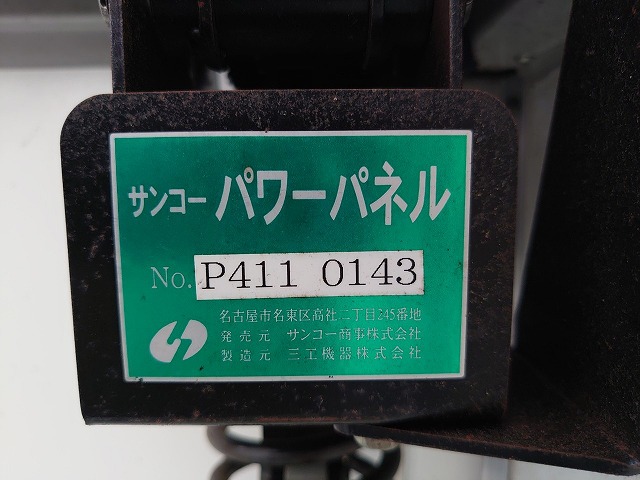 サンコー パワーパネル
No. P411 0143
名古屋市名東区高社二丁目245番地
発売元 サンコー商事株式会社
製造元 三工機器株式会社